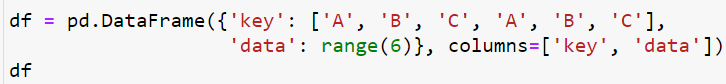 df = pd.DataFrame({'key': ['A', 'B', 'C', 'A', 'B', 'C'],
                   'data': range(6)}, columns=['key', 'data'])
df